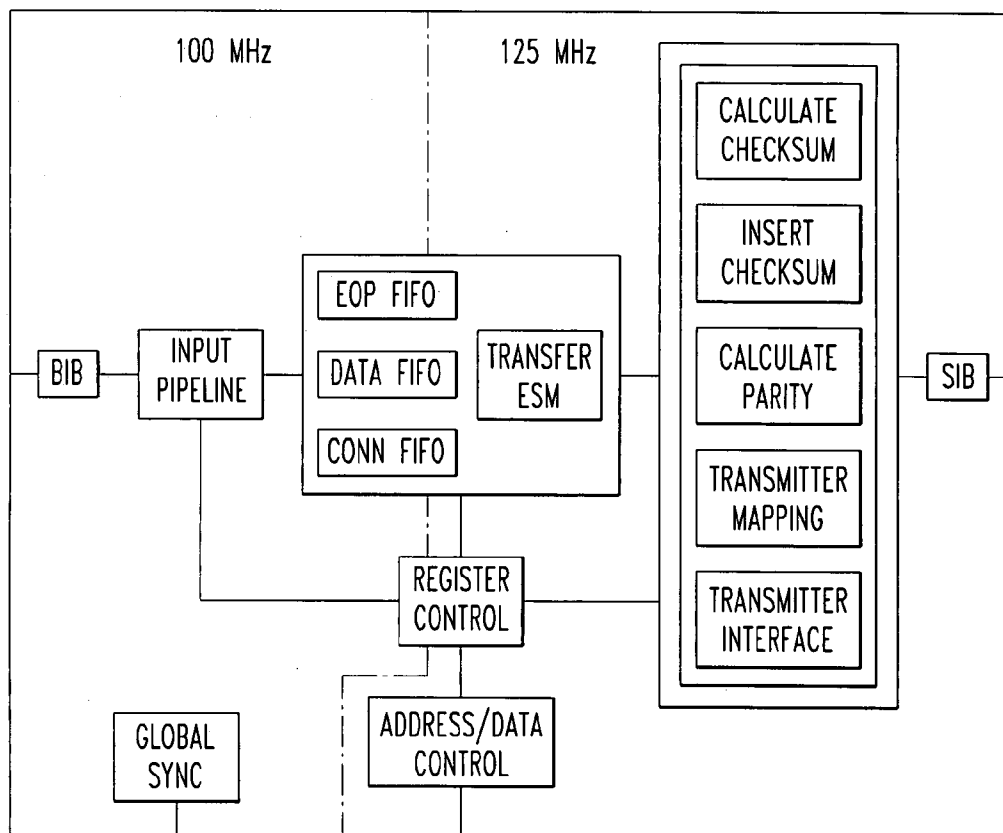 100 MHz
125 MHz
CALCULATE
CHECKSUM
INSERT
CHECKSUM
EOP FIFO
BIB
INPUT
PIPELINE
DATA FIFO
TRANSFER
ESM
CALCULATE
PARITY
SIB
CONN FIFO
TRANSMITTER
MAPPING
REGISTER
CONTROL
TRANSMITTER
INTERFACE
GLOBAL
SYNC
ADDRESS/DATA
CONTROL